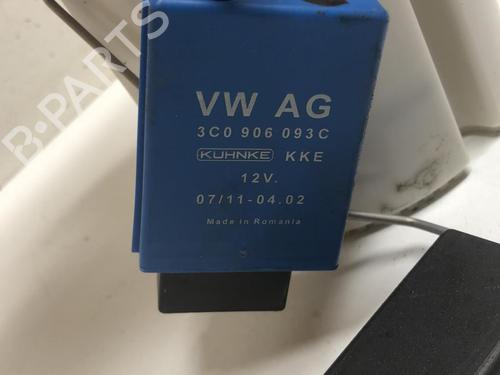 B-PARTS
VW AG
3C0 906 093C
KUHNKE KKE
12V.
07/11-04.02
Made in Romania